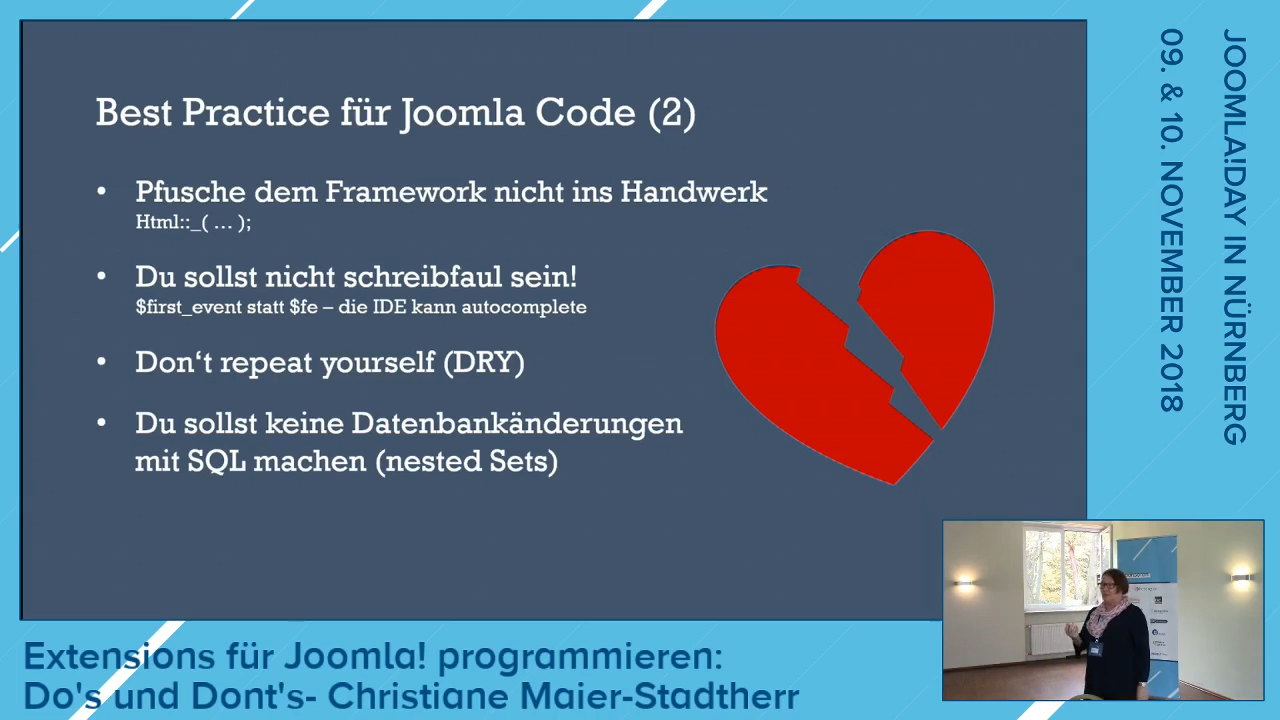 Best Practice für Joomla Code (2)
• Pfusche dem Framework nicht ins Handwerk
Html::_( ... );
• Du sollst nicht schreibfaul sein!
$first_event statt $fe – die IDE kann autocomplete
• Don‘t repeat yourself (DRY)
• Du sollst keine Datenbankänderungen
mit SQL machen (nested Sets)
JOOMLA!DAY IN NÜRNBERG
09. & 10. NOVEMBER 2018
Extensions für Joomla! programmieren:
Do's und Dont's- Christiane Maier-Stadtherr